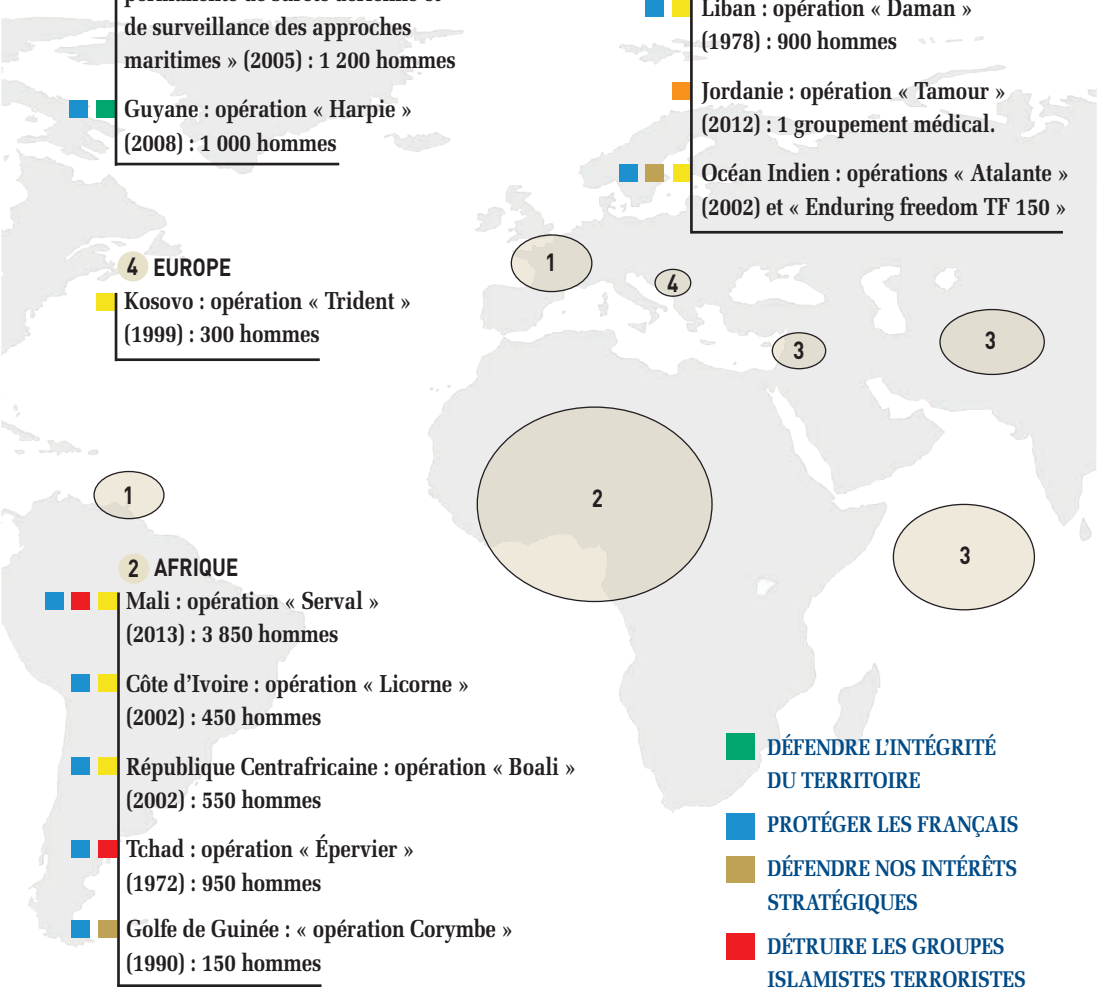 permanente de sûreté aérienne et
de surveillance des approches
maritimes » (2005) : 1 200 hommes
Guyane : opération « Harpie »
(2008) : 1 000 hommes
Liban : opération « Daman »
(1978) : 900 hommes
Jordanie : opération « Tamour »
(2012) : 1 groupement médical.
Océan Indien : opérations « Atalante »
(2002) et « Enduring freedom TF 150 »
4 EUROPE
Kosovo : opération « Trident »
(1999) : 300 hommes
1
4
3
3
1
2
3
2 AFRIQUE
Mali : opération « Serval »
(2013) : 3 850 hommes
Côte d’Ivoire : opération « Licorne »
(2002) : 450 hommes
République Centrafricaine : opération « Boali »
(2002) : 550 hommes
Tchad : opération « Épervier »
(1972) : 950 hommes
Golfe de Guinée : « opération Corymbe »
(1990) : 150 hommes
DÉFENDRE L’INTÉGRITÉ
DU TERRITOIRE
PROTÉGER LES FRANÇAIS
DÉFENDRE NOS INTÉRÊTS
STRATÉGIQUES
DÉTRUIRE LES GROUPES
ISLAMISTES TERRORISTES